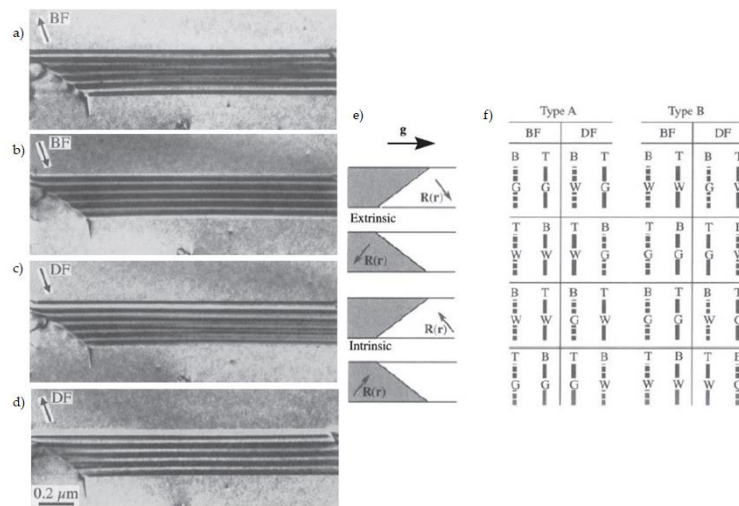 a)
BF
b)
BF
c)
DF
d)
DF
0.2 μm
e)
g
R(r)
Extrinsic
R(r)
R(r)
Intrinsic
R(r)
f)
Type A Type B
BF DF BF DF
B T B T B T B T
G G W G W W G
T B T B T B T B
W W W G G G G
B T B T B T B T
W W G W G G W
T B T B T B T B
G G G W W W W